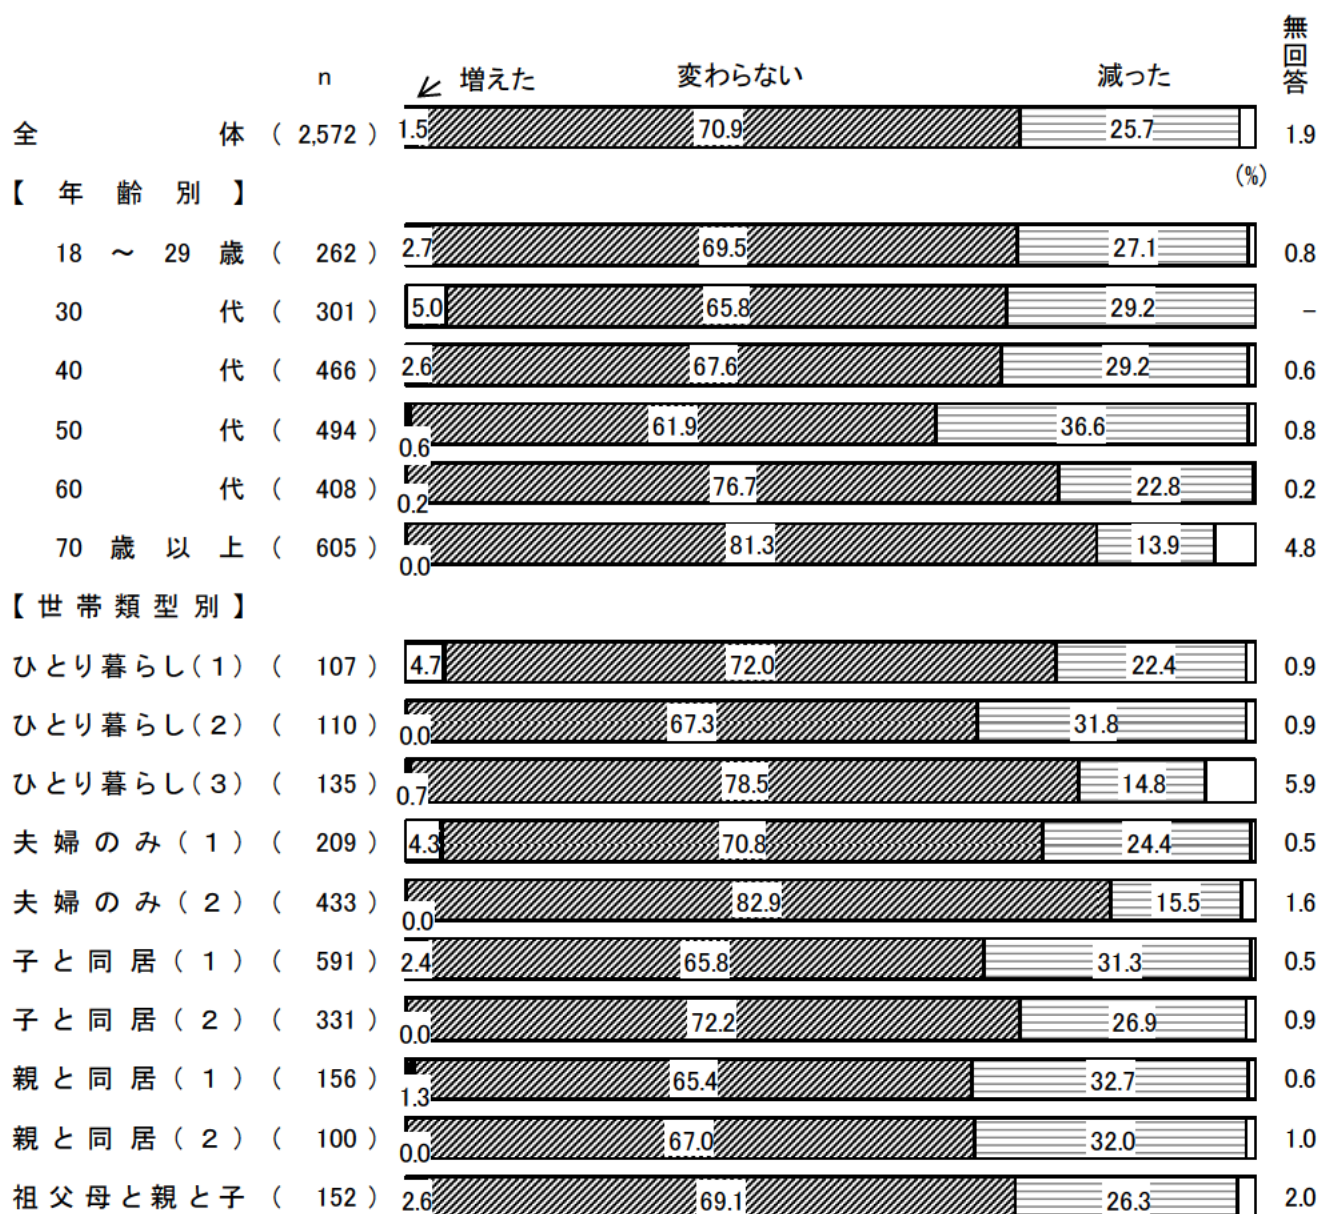 無回答
n 増えた 変わらない 減った
全体 ( 2,572 ) 1.5 70.9 25.7 1.9
(%)
【年齢別】
18 ～ 29 歳 ( 262 ) 2.7 69.5 27.1 0.8
30 代 ( 301 ) 5.0 65.8 29.2 –
40 代 ( 466 ) 2.6 67.6 29.2 0.6
50 代 ( 494 ) 0.6 61.9 36.6 0.8
60 代 ( 408 ) 0.2 76.7 22.8 0.2
70 歳以上 ( 605 ) 0.0 81.3 13.9 4.8
【世帯類型別】
ひとり暮らし(１) ( 107 ) 4.7 72.0 22.4 0.9
ひとり暮らし(２) ( 110 ) 0.0 67.3 31.8 0.9
ひとり暮らし(３) ( 135 ) 0.7 78.5 14.8 5.9
夫婦のみ(１) ( 209 ) 4.3 70.8 24.4 0.5
夫婦のみ(２) ( 433 ) 0.0 82.9 15.5 1.6
子と同居(１) ( 591 ) 2.4 65.8 31.3 0.5
子と同居(２) ( 331 ) 0.0 72.2 26.9 0.9
親と同居(１) ( 156 ) 1.3 65.4 32.7 0.6
親と同居(２) ( 100 ) 0.0 67.0 32.0 1.0
祖父母と親と子 ( 152 ) 2.6 69.1 26.3 2.0